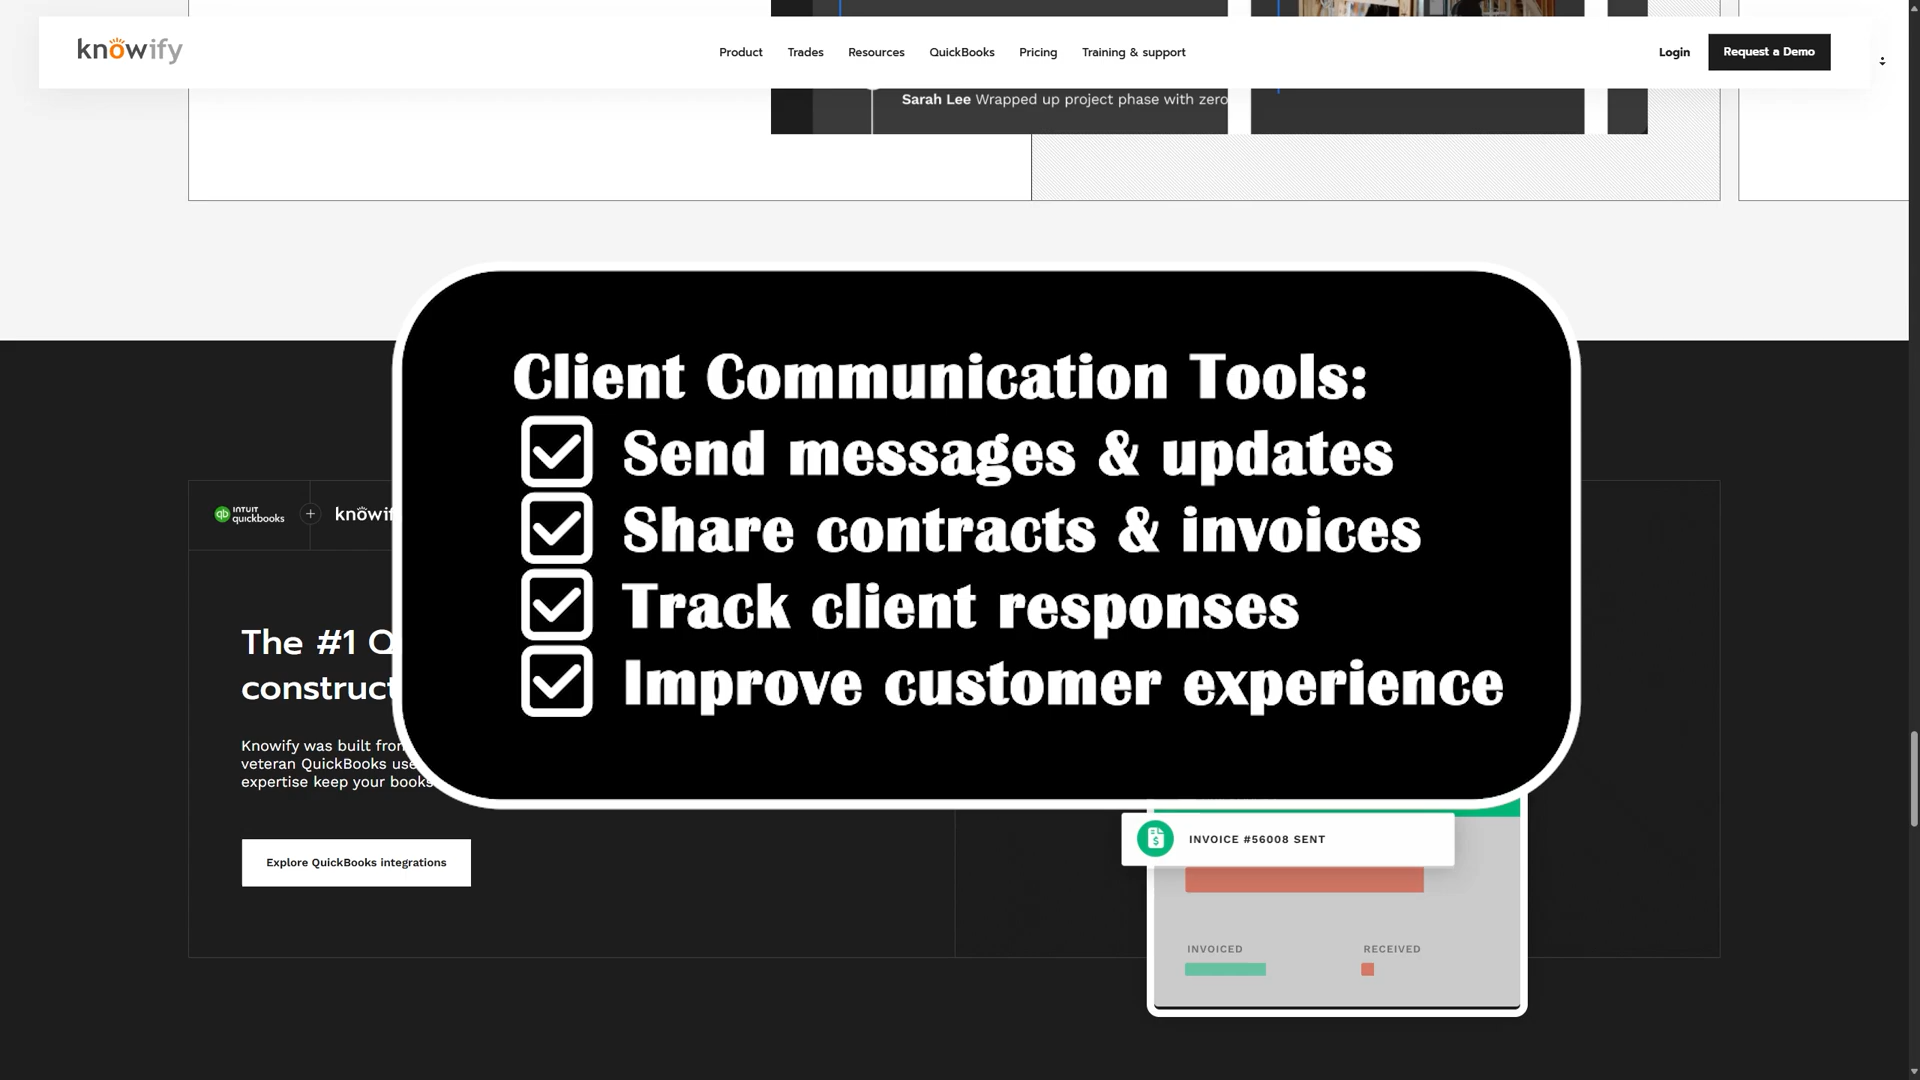 knowify
Product Trades Resources QuickBooks Pricing Training & support
Login Request a Demo
Sarah Lee Wrapped up project phase with zero
Client Communication Tools:
Send messages & updates
Share contracts & invoices
Track client responses
Improve customer experience
qb INTUIT quickbooks + knowif
The #1 Q
construct
Knowify was built from
veteran QuickBooks use
expertise keep your books
Explore QuickBooks integrations
INVOICE #56008 SENT
INVOICED RECEIVED